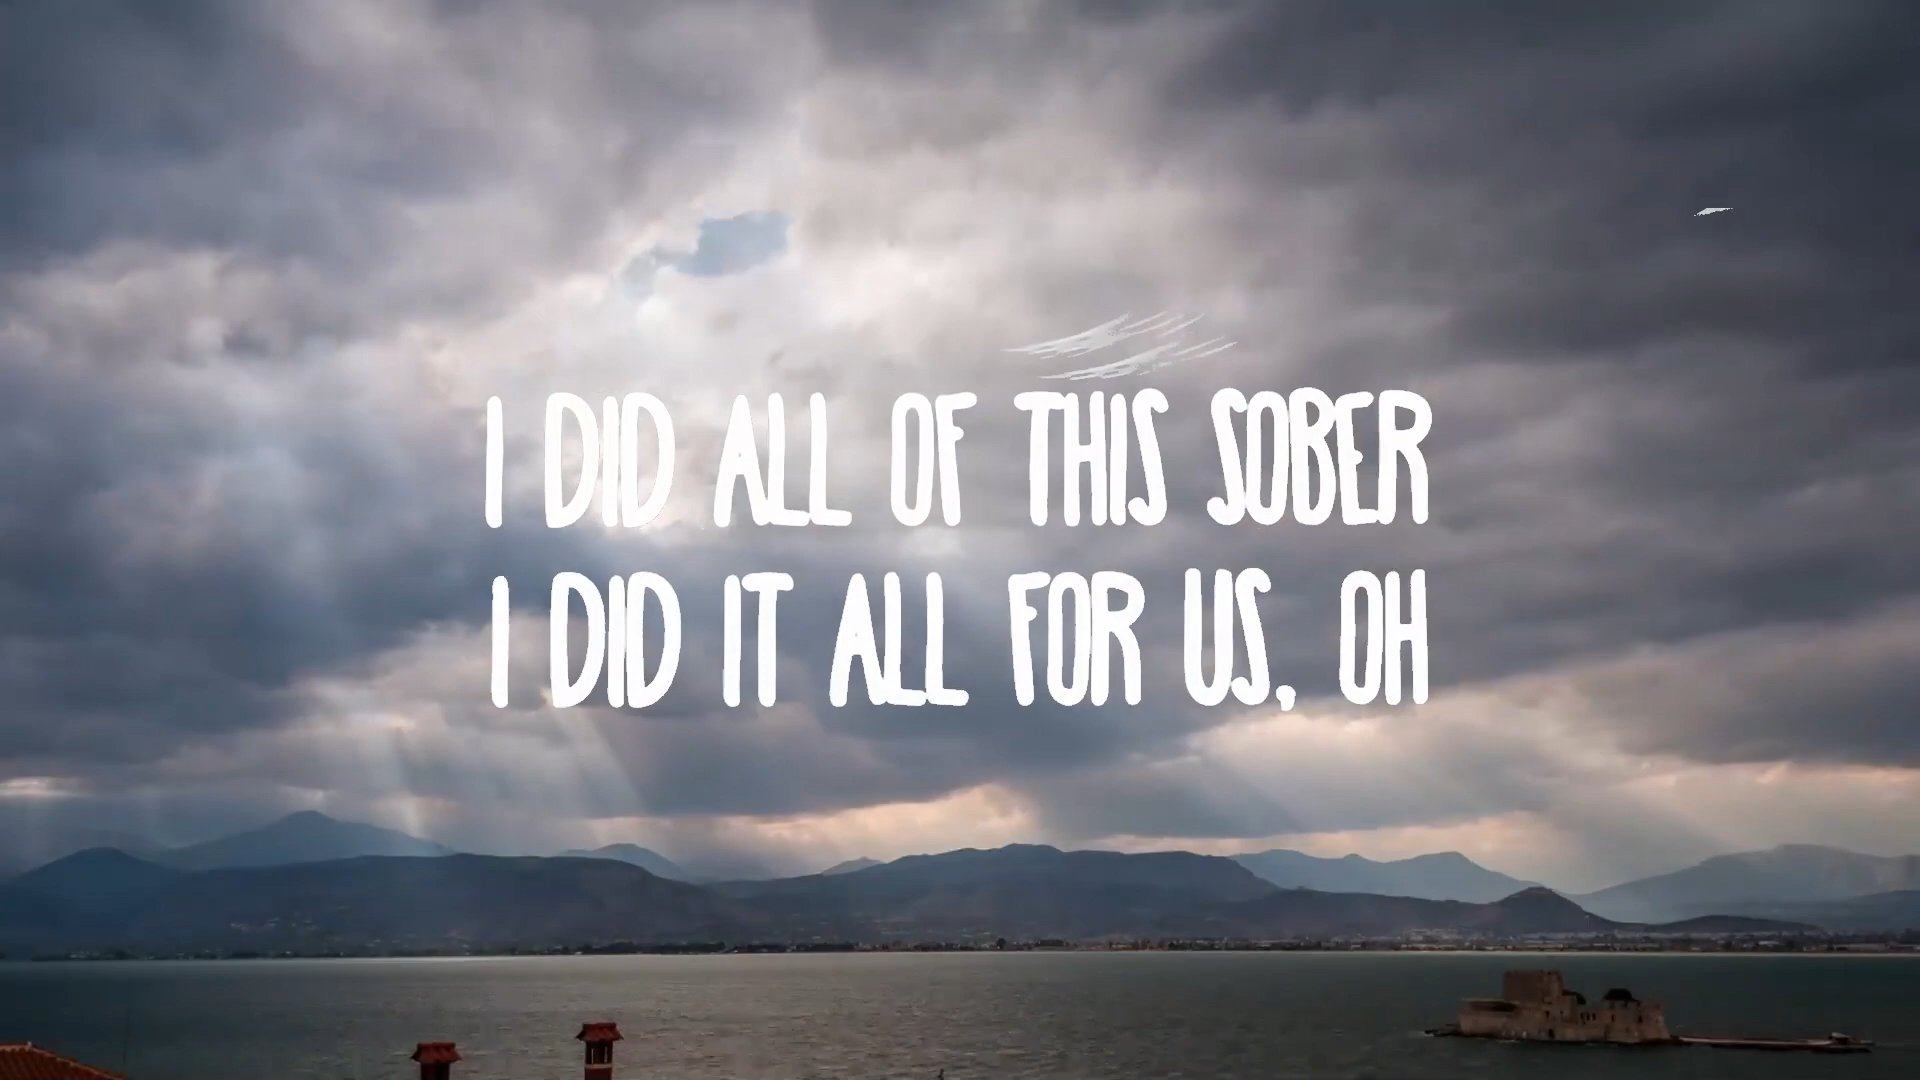 I DID ALL OF THIS SOBER
I DID IT ALL FOR US, OH